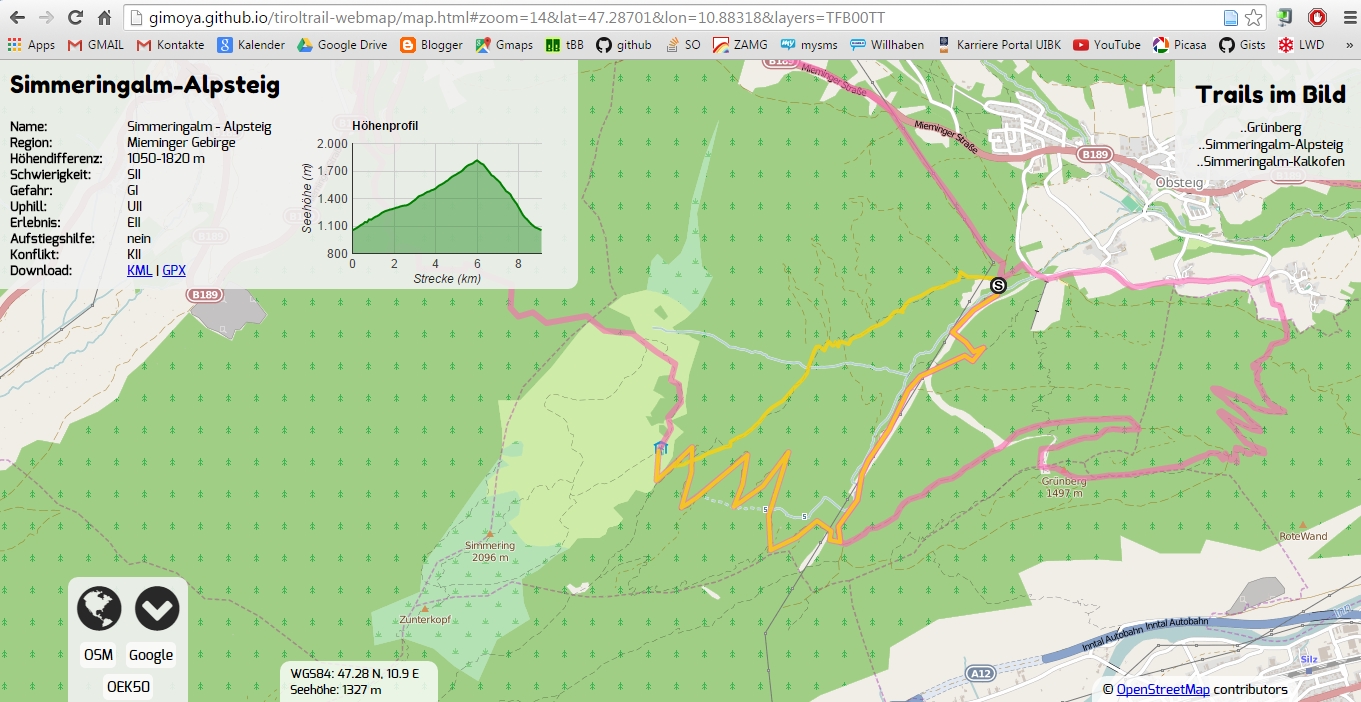 gimoya.github.io/tiroltrail-webmap/map.html#zoom=14&lat=47.28701&lon=10.88318&layers=TFB00TT
Apps GMAIL Kontakte Kalender Google Drive Blogger Gmaps tBB github SO ZAMG mysms Willhaben Karriere Portal UIBK YouTube Picasa Gists LWD »
Simmeringalm-Alpsteig
Name: Simmeringalm - Alpsteig
Region: Mieminger Gebirge
Höhendifferenz: 1050-1820 m
Schwierigkeit: SII
Gefahr: GI
Uphill: UII
Erlebnis: EII
Aufstiegshilfe: nein
Konflikt: KII
Download: KML | GPX
Höhenprofil
2.000
1.700
1.400
1.100
800
Seehöhe (m)
0 2 4 6 8
Strecke (km)
Trails im Bild
..Grünberg
..Simmeringalm-Alpsteig
..Simmeringalm-Kalkofen
B189
Mieminger Straße
Mieminger Straße
B189
Obsteig
B189
B189
S
Grünberg
1497 m
5
5
RoteWand
Simmering
2096 m
Zunterkopf
Inntal Autobahn Inntal Autobahn
Silz
A12
OSM Google
OEK50
WGS84: 47.28 N, 10.9 E
Seehöhe: 1327 m
© OpenStreetMap contributors